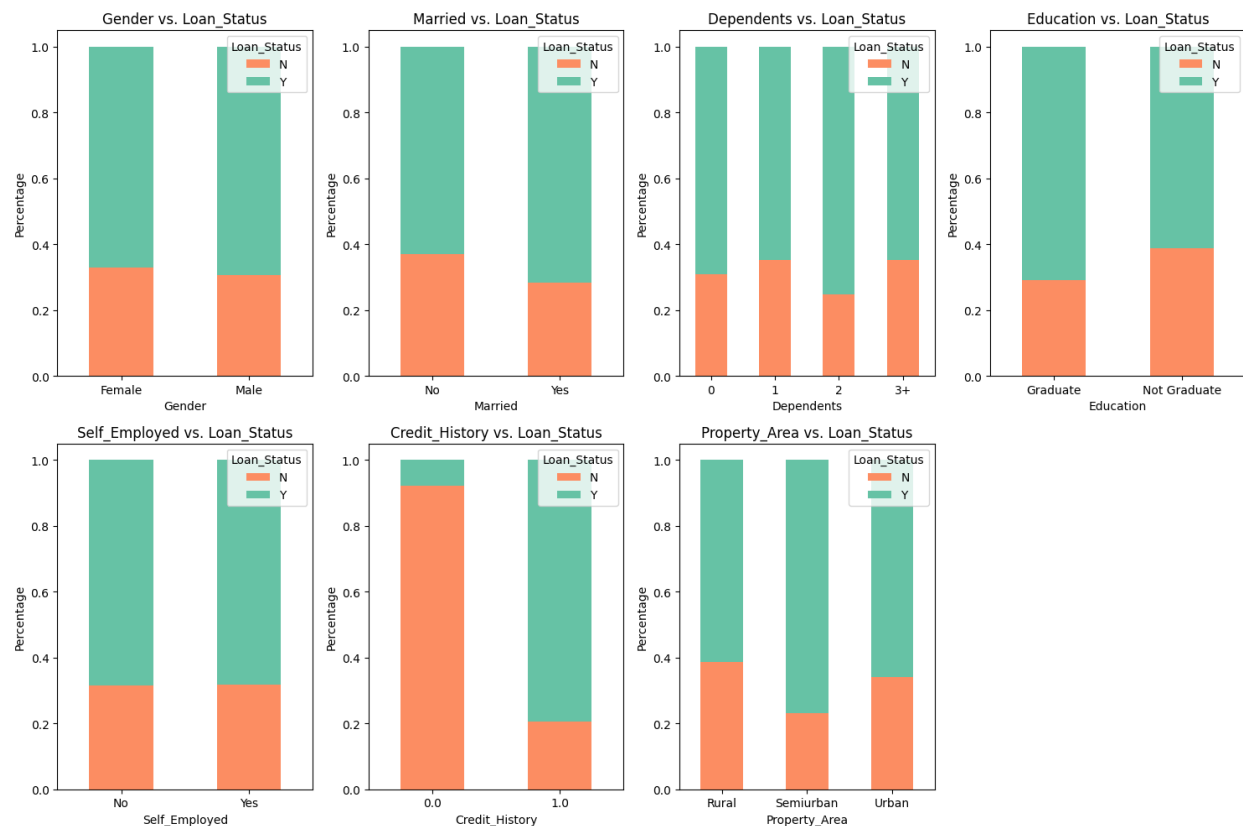 Gender vs. Loan_Status
1.0
0.8
0.6
0.4
0.2
0.0
Percentage
Loan_Status
N
Y
Female Male
Gender
Married vs. Loan_Status
1.0
0.8
0.6
0.4
0.2
0.0
Percentage
Loan_Status
N
Y
No Yes
Married
Dependents vs. Loan_Status
1.0
0.8
0.6
0.4
0.2
0.0
Percentage
Loan_Status
N
Y
0 1 2 3+
Dependents
Education vs. Loan_Status
1.0
0.8
0.6
0.4
0.2
0.0
Percentage
Loan_Status
N
Y
Graduate Not Graduate
Education
Self_Employed vs. Loan_Status
1.0
0.8
0.6
0.4
0.2
0.0
Percentage
Loan_Status
N
Y
No Yes
Self_Employed
Credit_History vs. Loan_Status
1.0
0.8
0.6
0.4
0.2
0.0
Percentage
Loan_Status
N
Y
0.0 1.0
Credit_History
Property_Area vs. Loan_Status
1.0
0.8
0.6
0.4
0.2
0.0
Percentage
Loan_Status
N
Y
Rural Semiurban Urban
Property_Area